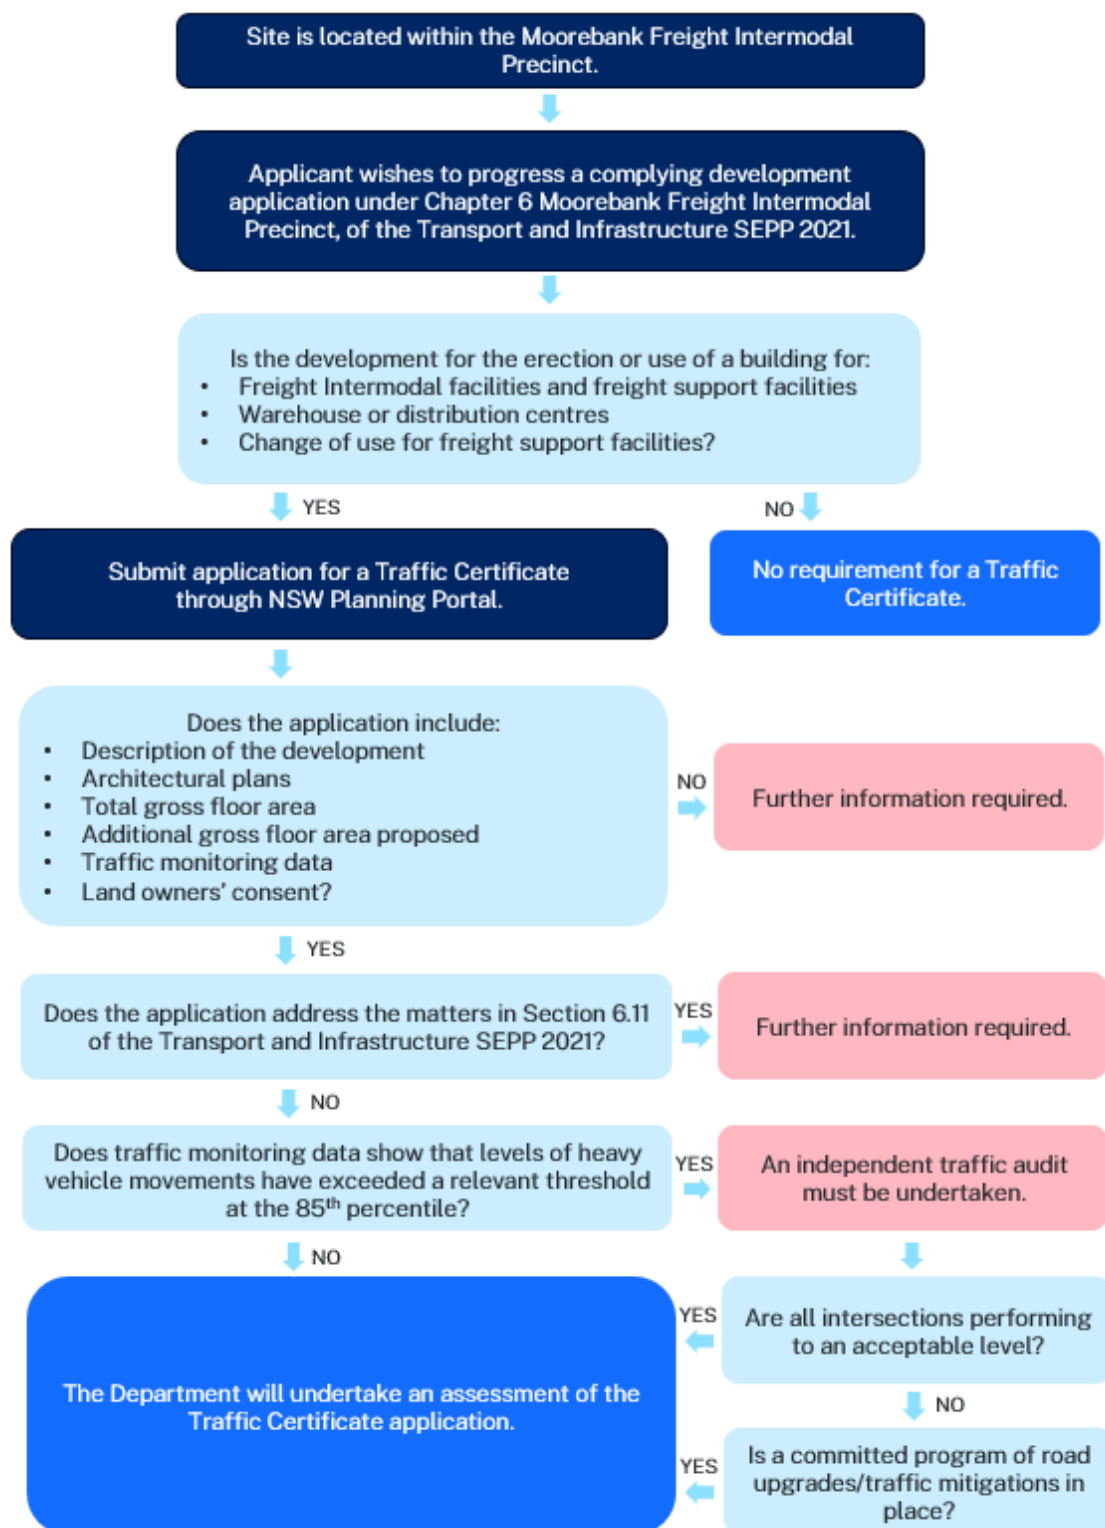 Site is located within the Moorebank Freight Intermodal
Precinct.
Applicant wishes to progress a complying development
application under Chapter 6 Moorebank Freight Intermodal
Precinct, of the Transport and Infrastructure SEPP 2021.
Is the development for the erection or use of a building for:
• Freight Intermodal facilities and freight support facilities
• Warehouse or distribution centres
• Change of use for freight support facilities?
YES
NO
Submit application for a Traffic Certificate
through NSW Planning Portal.
No requirement for a Traffic
Certificate.
Does the application include:
• Description of the development
• Architectural plans
• Total gross floor area
• Additional gross floor area proposed
• Traffic monitoring data
• Land owners’ consent?
NO
Further information required.
YES
Does the application address the matters in Section 6.11
of the Transport and Infrastructure SEPP 2021?
YES
Further information required.
NO
Does traffic monitoring data show that levels of heavy
vehicle movements have exceeded a relevant threshold
at the 85th percentile?
YES
An independent traffic audit
must be undertaken.
NO
The Department will undertake an assessment of the
Traffic Certificate application.
YES
Are all intersections performing
to an acceptable level?
NO
YES
Is a committed program of road
upgrades/traffic mitigations in
place?